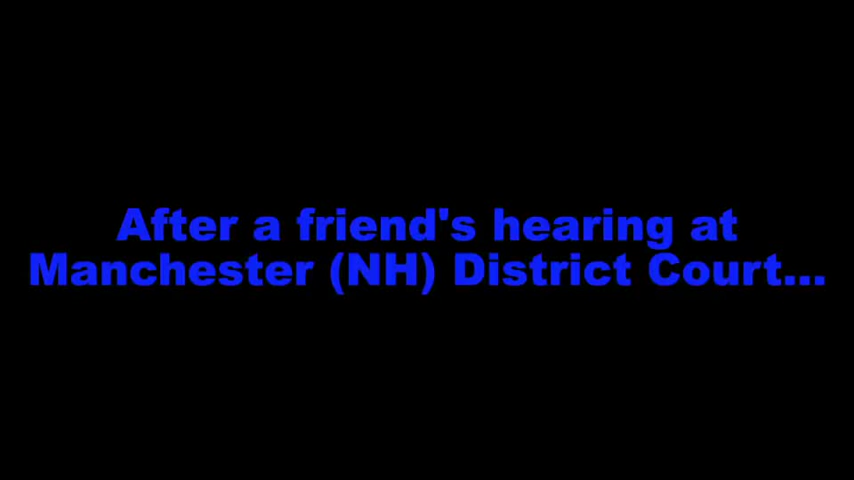 After a friend's hearing at
Manchester (NH) District Court...